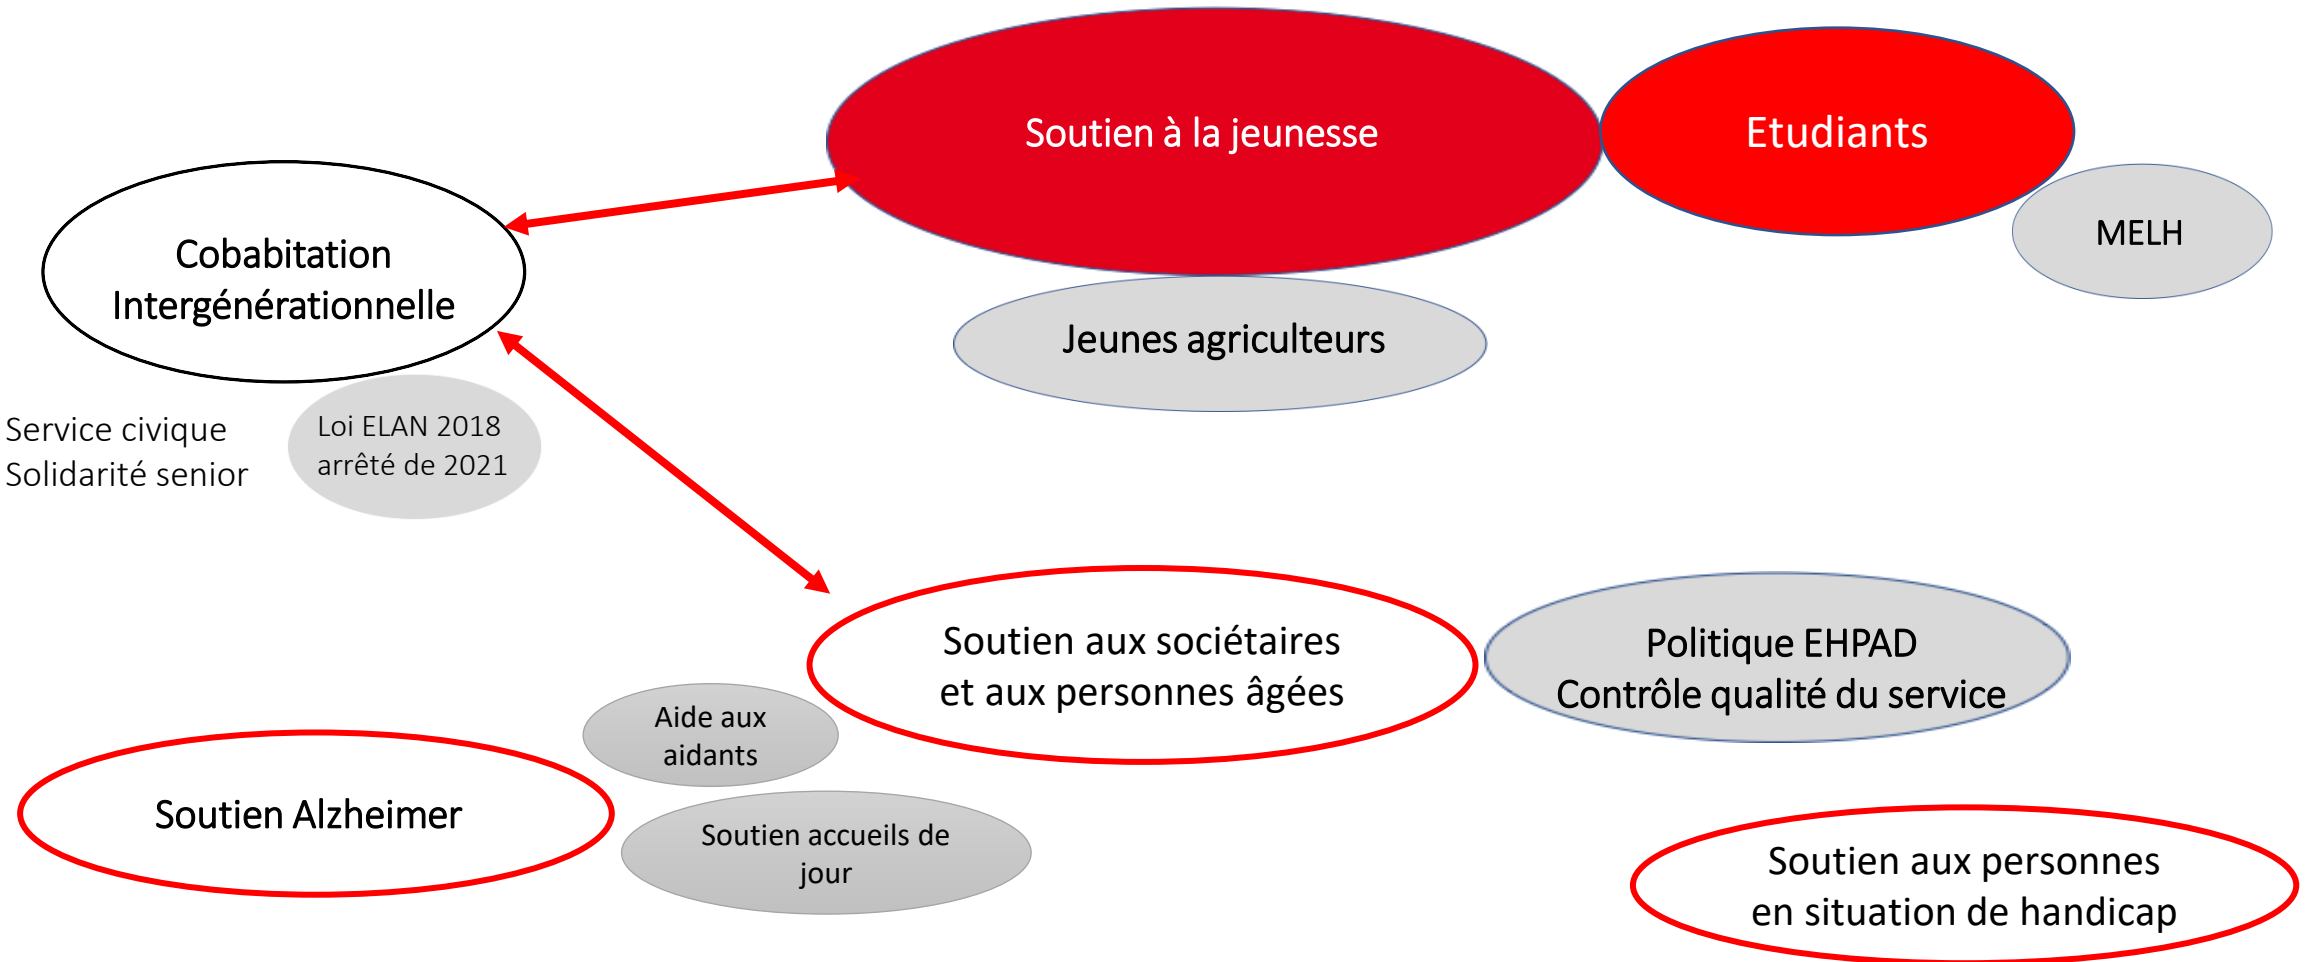 Soutien à la jeunesse
Etudiants
MELH
Cobabitation
Intergénérationnelle
Jeunes agriculteurs
Service civique
Solidarité senior
Loi ELAN 2018
arrêté de 2021
Soutien aux sociétaires
et aux personnes âgées
Politique EHPAD
Contrôle qualité du service
Aide aux
aidants
Soutien Alzheimer
Soutien accueils de
jour
Soutien aux personnes
en situation de handicap